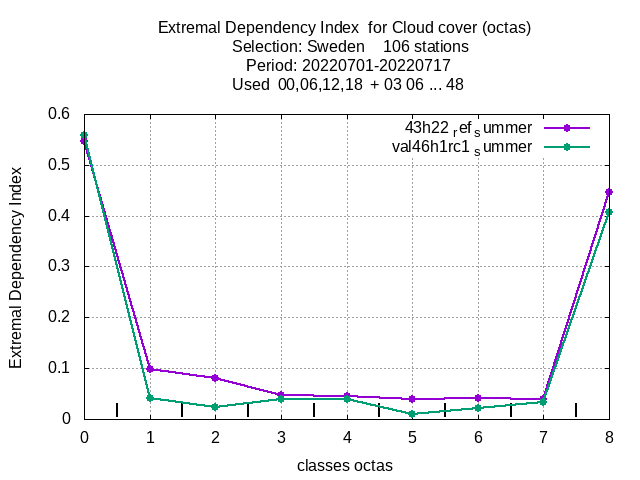 Extremal Dependency Index  for Cloud cover (octas)
Selection: Sweden    106 stations
Period: 20220701-20220717
Used  00,06,12,18  + 03 06 ... 48
43h22 ref summer
val46h1rc1 summer
Extremal Dependency Index
0.6
0.5
0.4
0.3
0.2
0.1
0
0 1 2 3 4 5 6 7 8
classes octas